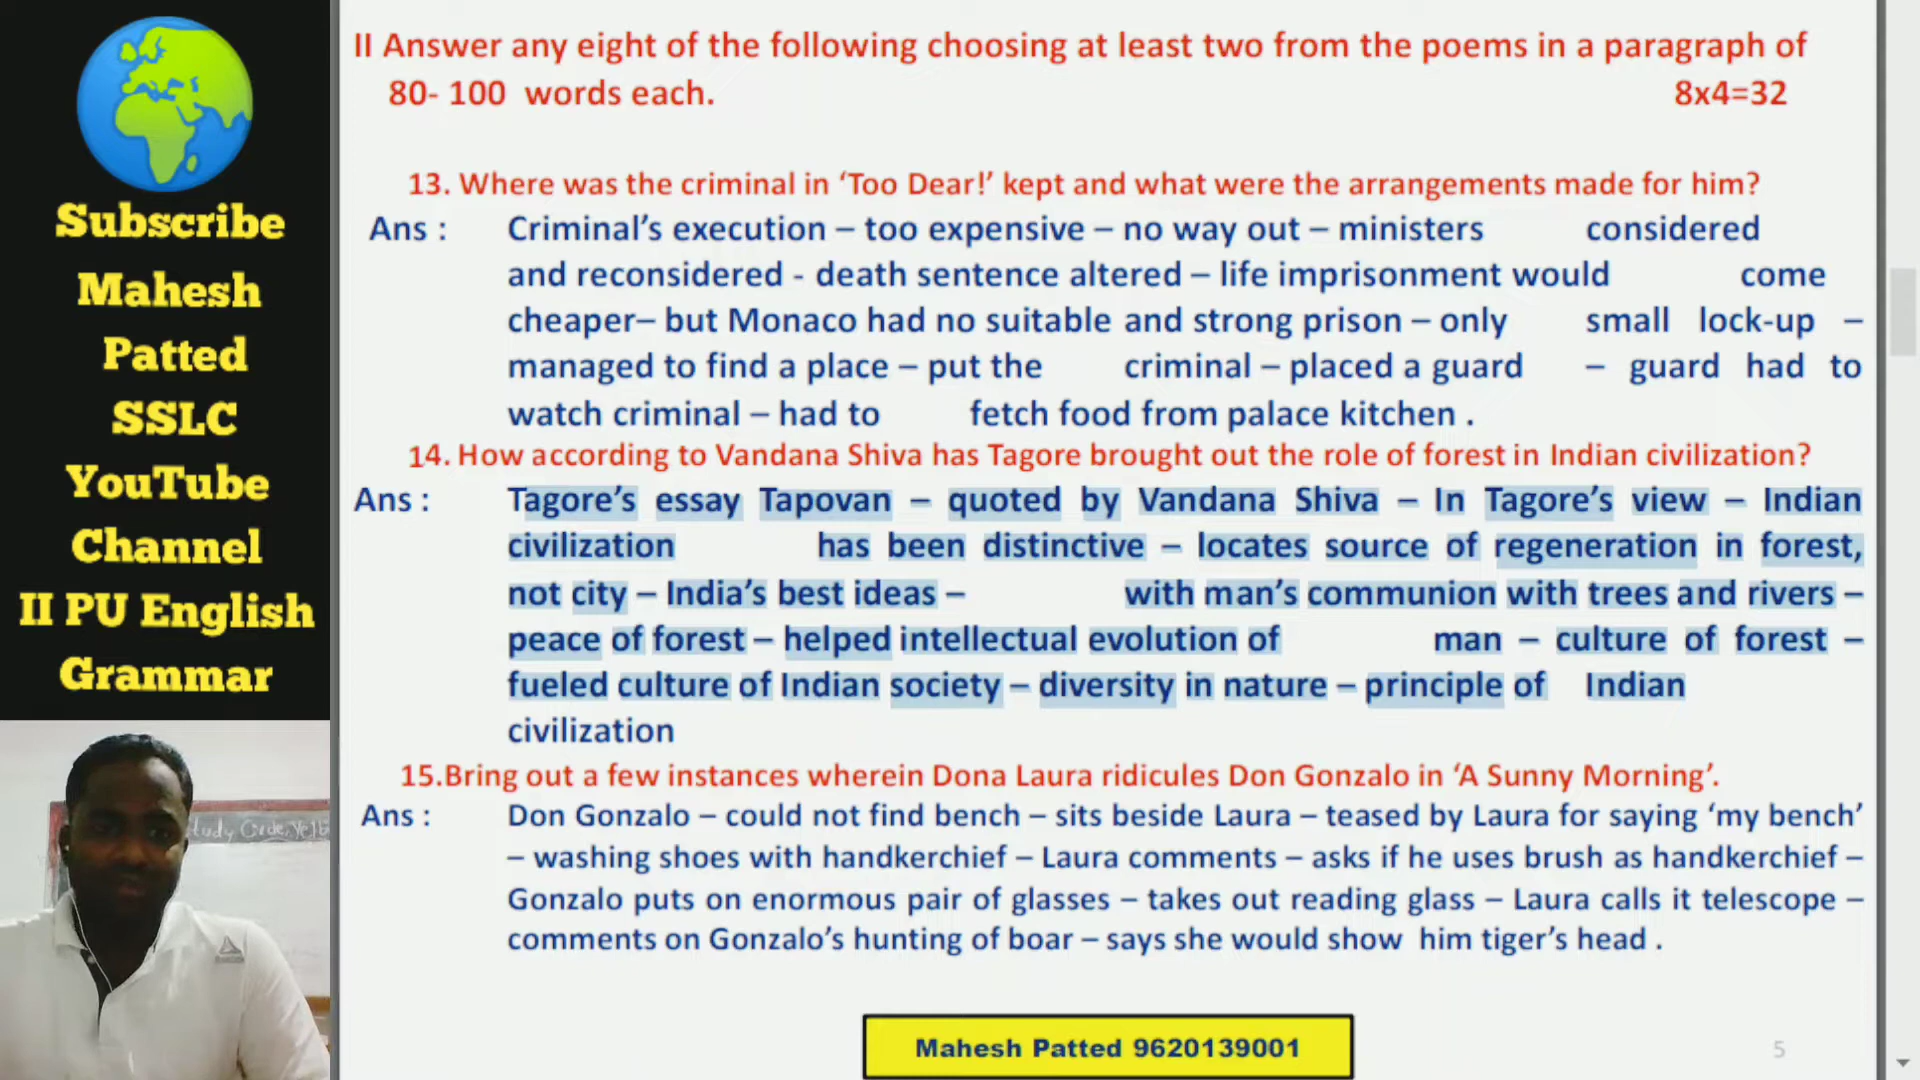 Subscribe
Mahesh
Patted
SSLC
YouTube
Channel
II PU English
Grammar
II Answer any eight of the following choosing at least two from the poems in a paragraph of
80- 100 words each. 8x4=32
13. Where was the criminal in ‘Too Dear!’ kept and what were the arrangements made for him?
Ans : Criminal’s execution – too expensive – no way out – ministers considered
and reconsidered - death sentence altered – life imprisonment would come
cheaper– but Monaco had no suitable and strong prison – only small lock-up –
managed to find a place – put the criminal – placed a guard – guard had to
watch criminal – had to fetch food from palace kitchen .
14. How according to Vandana Shiva has Tagore brought out the role of forest in Indian civilization?
Ans : Tagore’s essay Tapovan – quoted by Vandana Shiva – In Tagore’s view – Indian
civilization has been distinctive – locates source of regeneration in forest,
not city – India’s best ideas – with man’s communion with trees and rivers –
peace of forest – helped intellectual evolution of man – culture of forest –
fueled culture of Indian society – diversity in nature – principle of Indian
civilization
15.Bring out a few instances wherein Dona Laura ridicules Don Gonzalo in ‘A Sunny Morning’.
Ans : Don Gonzalo – could not find bench – sits beside Laura – teased by Laura for saying ‘my bench’
– washing shoes with handkerchief – Laura comments – asks if he uses brush as handkerchief –
Gonzalo puts on enormous pair of glasses – takes out reading glass – Laura calls it telescope –
comments on Gonzalo’s hunting of boar – says she would show him tiger’s head .
Mahesh Patted 9620139001
5